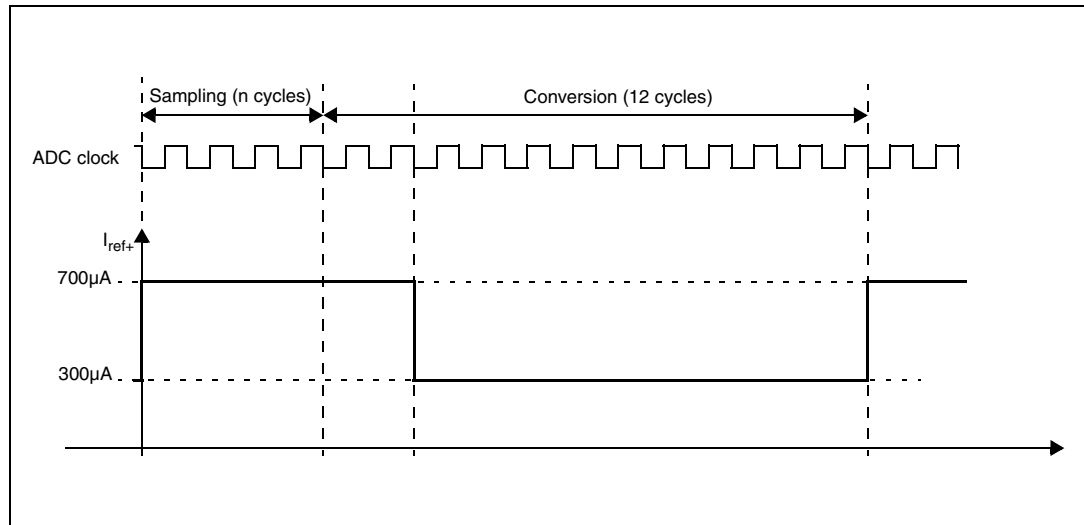 Sampling (n cycles)
Conversion (12 cycles)
ADC clock
Iref+
700µA
300µA